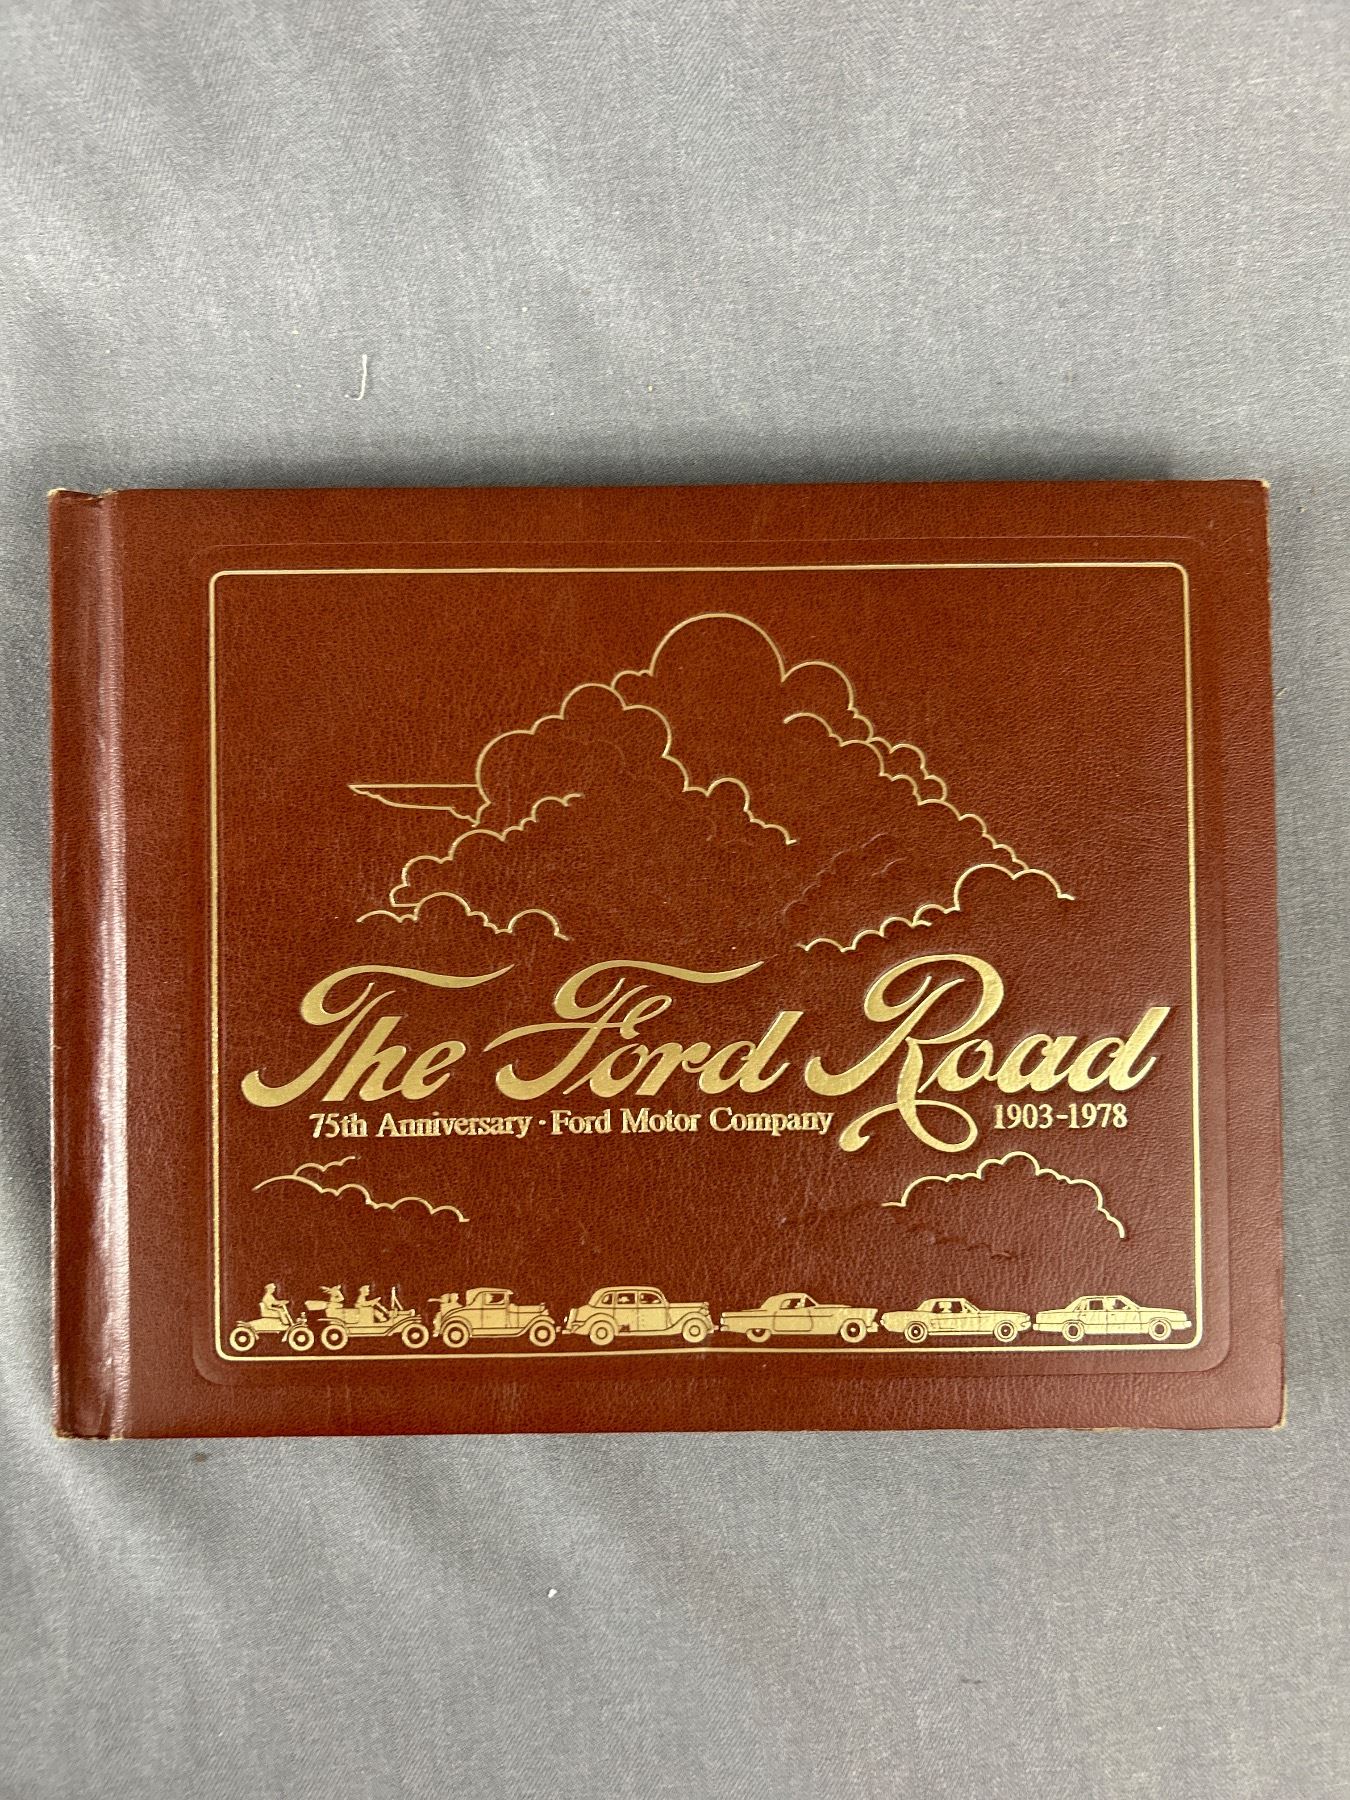 The Ford Road
75th Anniversary · Ford Motor Company 1903-1978